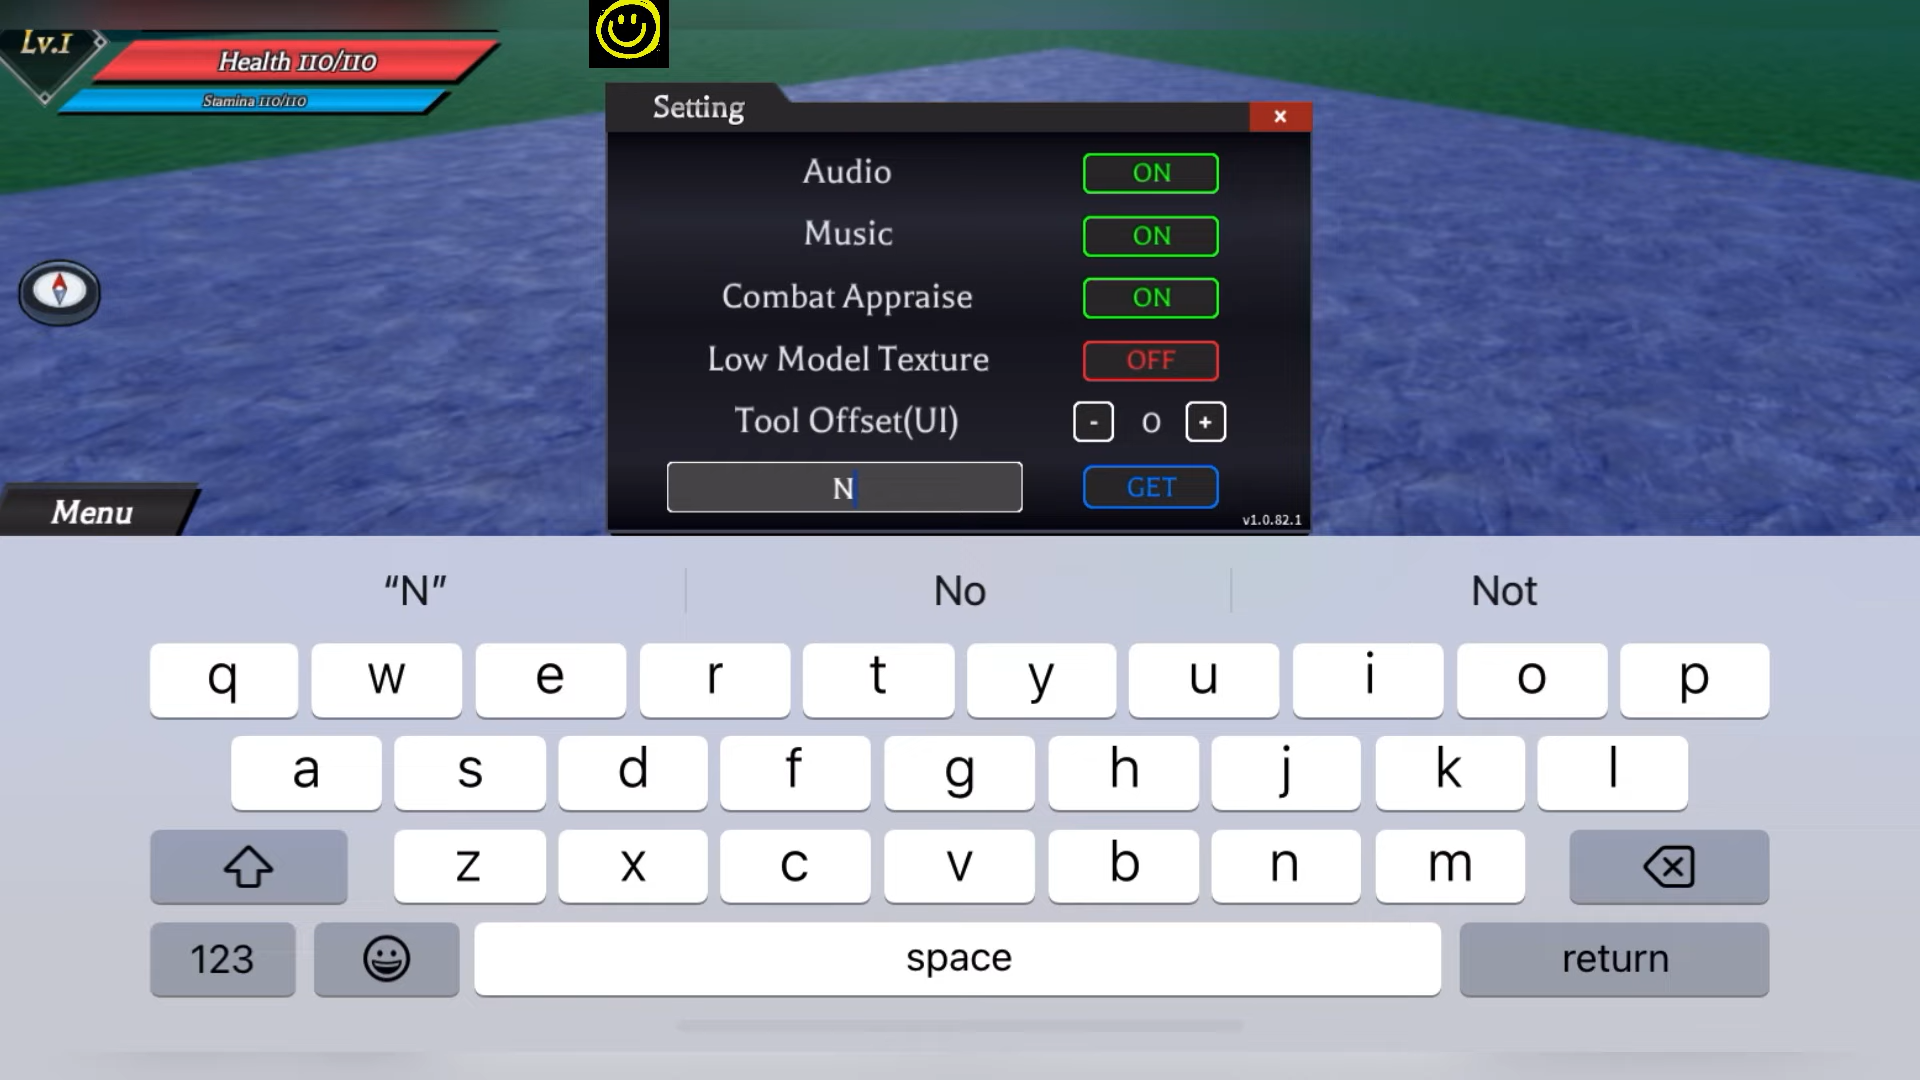 Lv.1
Health 110/110
Stamina 110/110
Setting
x
Audio ON
Music ON
Combat Appraise ON
Low Model Texture OFF
Tool Offset(UI) - 0 +
N GET
v1.0.82.1
Menu
“N” No Not
q w e r t y u i o p
a s d f g h j k l
z x c v b n m
123 space return